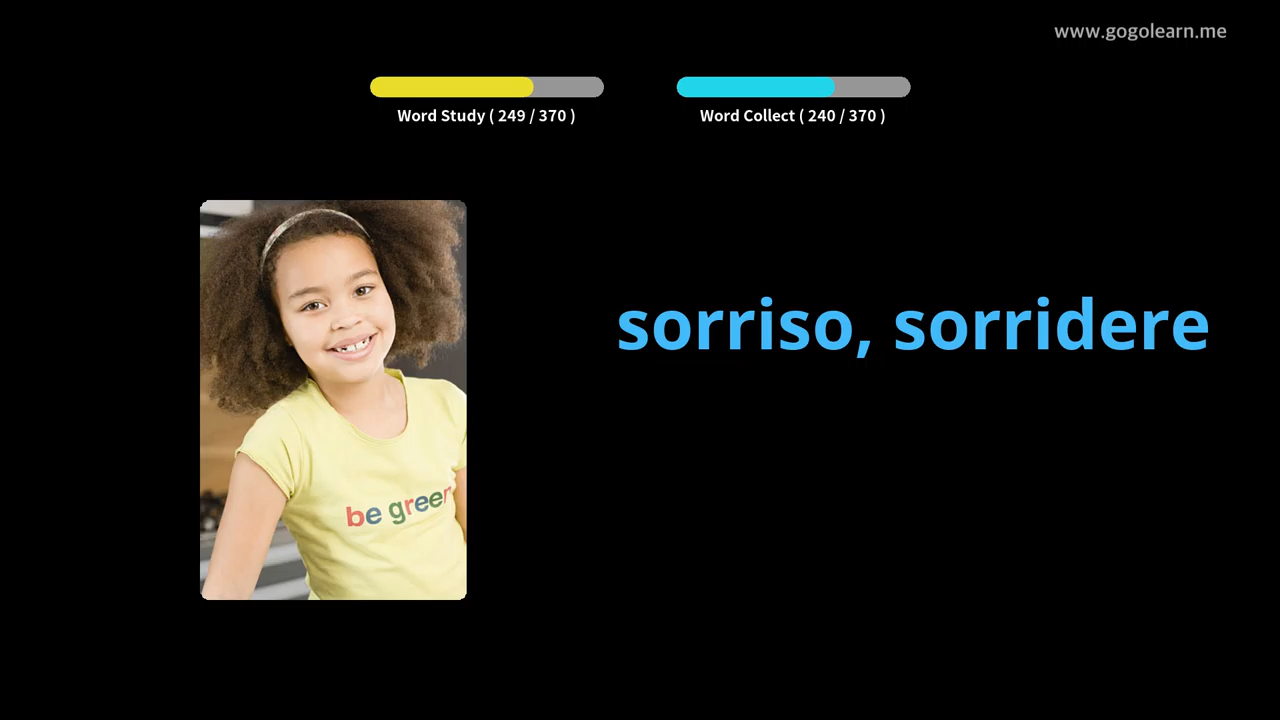 www.gogolearn.me
Word Study ( 249 / 370 )
Word Collect ( 240 / 370 )
sorriso, sorridere
be green